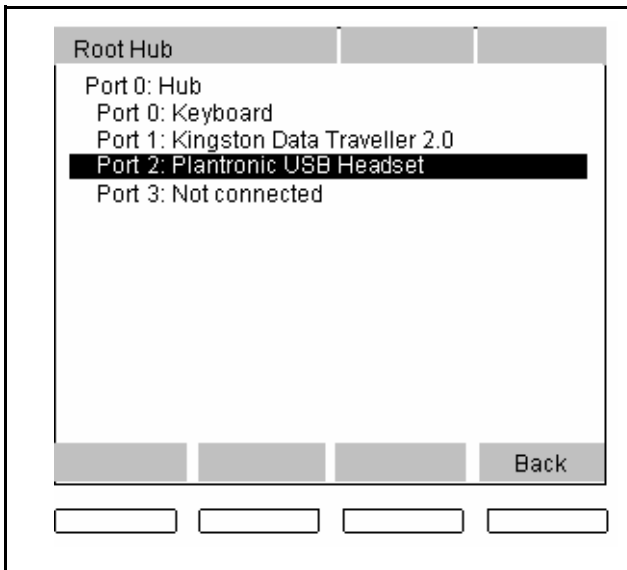 Root Hub
Port 0: Hub
Port 0: Keyboard
Port 1: Kingston Data Traveller 2.0
Port 2: Plantronic USB Headset
Port 3: Not connected
Back